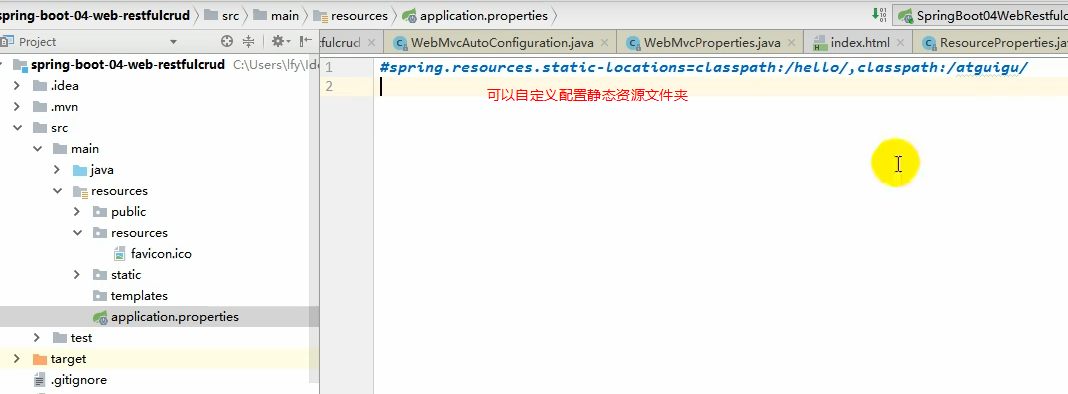 spring-boot-04-web-restfulcrud src main resources application.properties SpringBoot04WebRestfulc
Project
tfulcrud WebMvcAutoConfiguration.java WebMvcProperties.java index.html ResourceProperties.jav
spring-boot-04-web-restfulcrud C:\Users\lfy\Ide
1 #spring.resources.static-locations=classpath:/hello/,classpath:/atguigu/
2
可以自定义配置静态资源文件夹
.idea
.mvn
src
main
java
resources
public
resources
favicon.ico
static
templates
application.properties
test
target
.gitignore